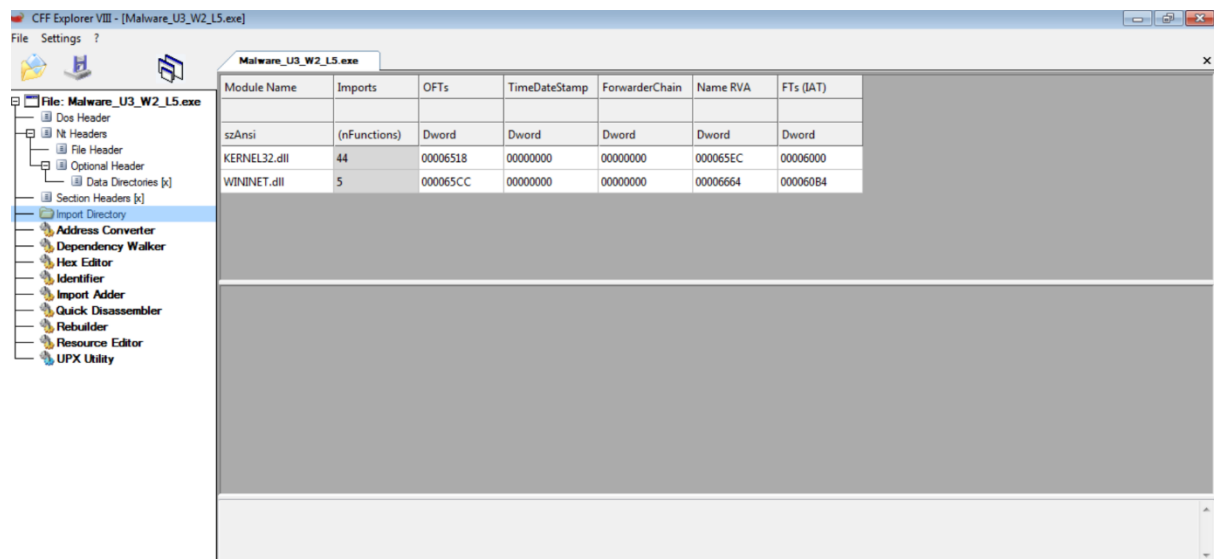 CFF Explorer VIII - [Malware_U3_W2_L5.exe]
File Settings ?
Malware_U3_W2_L5.exe
File: Malware_U3_W2_L5.exe
Dos Header
Nt Headers
File Header
Optional Header
Data Directories [x]
Section Headers [x]
Import Directory
Address Converter
Dependency Walker
Hex Editor
Identifier
Import Adder
Quick Disassembler
Rebuilder
Resource Editor
UPX Utility
Module Name Imports OFTs TimeDateStamp ForwarderChain Name RVA FTs (IAT)
szAnsi (nFunctions) Dword Dword Dword Dword Dword
KERNEL32.dll 44 00006518 00000000 00000000 000065EC 00006000
WININET.dll 5 000065CC 00000000 00000000 00006664 000060B4